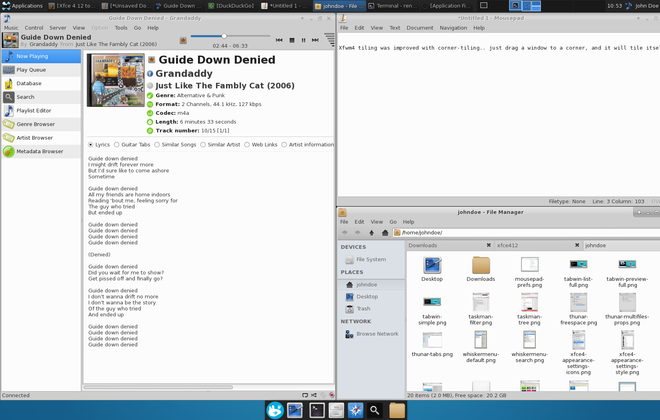 Applications
[Xfce 4.12 to...
[*Unsaved Do...
Guide Down ...
[DuckDuckGo]
*Untitled 1 - ...
johndoe - File ...
Terminal - ren...
[Application F...
10:53
John Doe
Guide Down Denied - Grandaddy
Music Control Server View Tools Go Help
Guide Down Denied
By Grandaddy From Just Like The Fambly Cat (2006)
02:44 - 06:33
Now Playing
Play Queue
Database
Search
Playlist Editor
Genre Browser
Artist Browser
Metadata Browser
Guide Down Denied
Grandaddy
Just Like The Fambly Cat (2006)
Genre: Alternative & Punk
Format: 2 Channels, 44.1 kHz, 127 kbps
Codec: m4a
Length: 6 minutes 33 seconds
Track number: 10/15 [1/1]
Lyrics Guitar Tabs Similar Songs Similar Artist Web Links Artist information
Guide down denied
I might drift forever more
But I'd sure like to come ashore
Sometime
Guide down denied
All my friends are home indoors
Reading 'bout me, feeling sorry for
The guy who tried
But ended up
Guide down denied
Guide down denied
Guide down denied
Guide down denied
(Denied)
Guide down denied
Did you wait for me to show?
Get pissed off and finally go?
Guide down denied
I don't wanna drift no more
I don't wanna be the story
Of the guy who tried
And ended up
Guide down denied
Guide down denied
Guide down denied
Guide down denied
Connected
*Untitled 1 - Mousepad
File Edit View Text Document Navigation Help
Xfwm4 tiling was improved with corner-tiling.. just drag a window to a corner, and it will tile itse
Filetype: None Line: 3 Column: 103
johndoe - File Manager
File Edit View Go Help
/home/johndoe/
DEVICES
File System
PLACES
johndoe
Desktop
Trash
NETWORK
Browse Network
Downloads xfce412 johndoe
Desktop
Downloads
mousepad-prefs.png
tabwin-list-full.png
tabwin-preview-full.png
tabwin-simple.png
taskman-filter.png
taskman-tree.png
thunar-freespace.png
thunar-multifiles-props.png
thunar-tabs.png
whiskermenu-default.png
whiskermenu-search.png
xfce4-appearance-settings-icons.png
xfce4-appearance-settings-style.png
20 items (2.0 MB), Free space: 20.2 GB